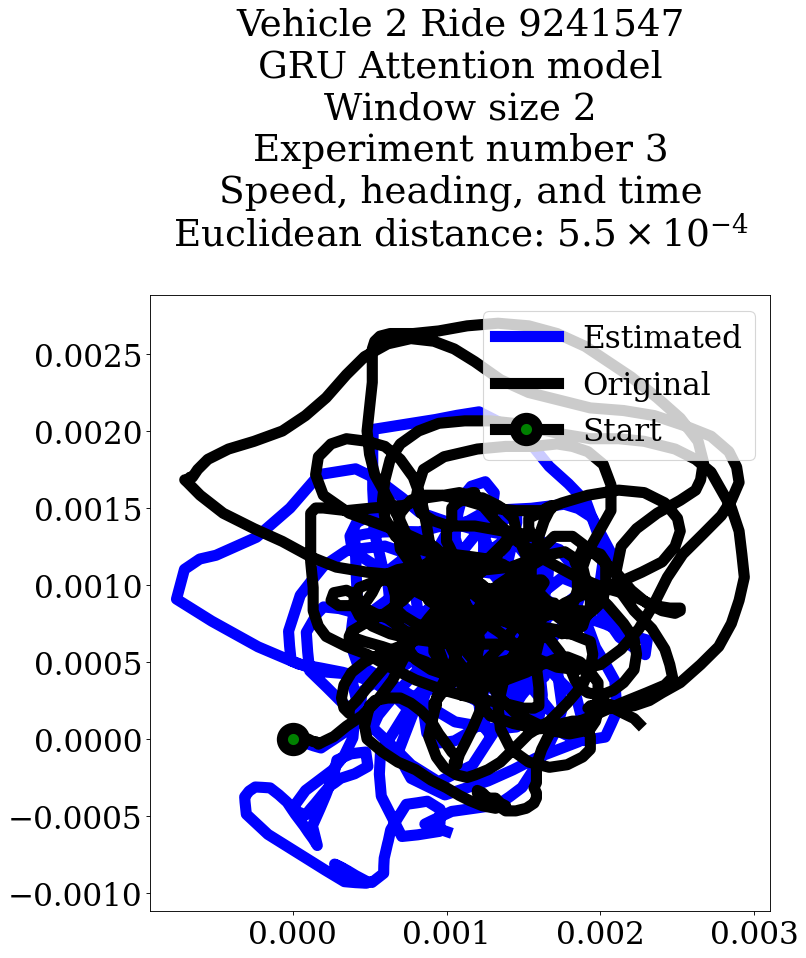 Vehicle 2 Ride 9241547
GRU Attention model
Window size 2
Experiment number 3
Speed, heading, and time
Euclidean distance: 5.5 × 10⁻⁴
Estimated
Original
Start
0.0025
0.0020
0.0015
0.0010
0.0005
0.0000
−0.0005
−0.0010
0.000 0.001 0.002 0.003